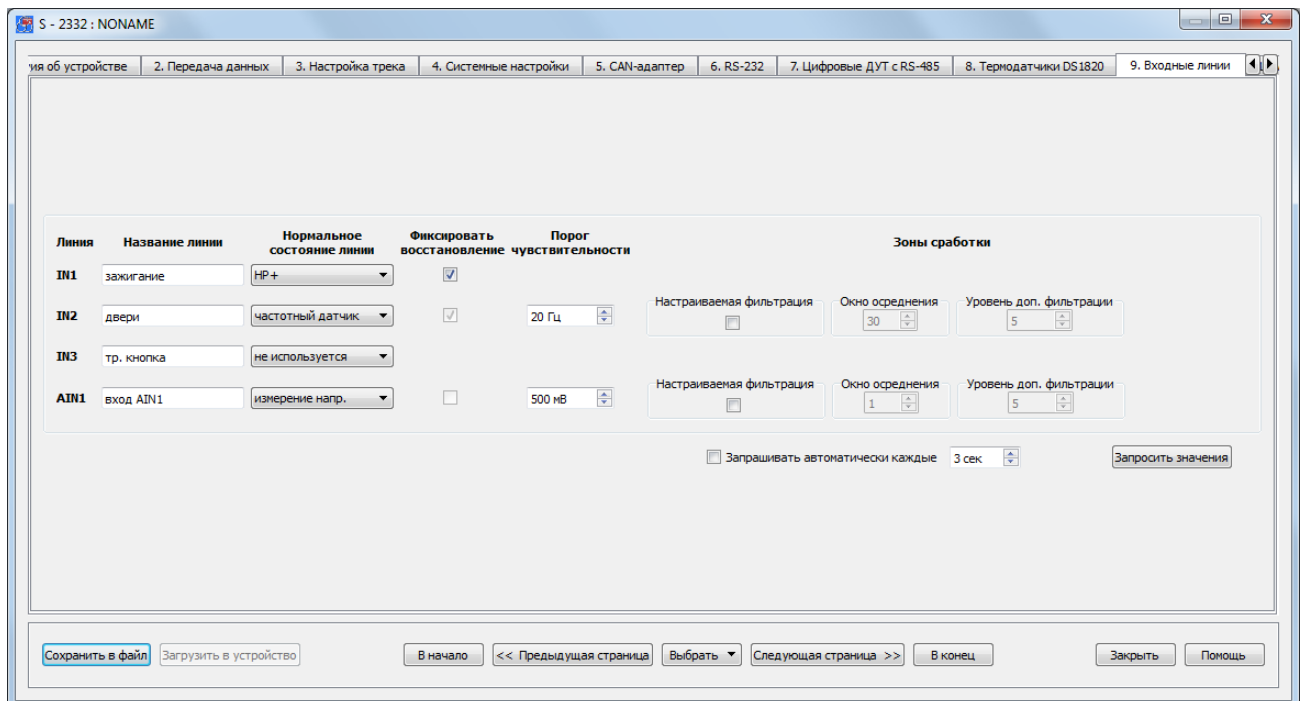 S - 2332 : NONAME
ия об устройстве 2. Передача данных 3. Настройка трека 4. Системные настройки 5. CAN-адаптер 6. RS-232 7. Цифровые ДУТ с RS-485 8. Термодатчики DS1820 9. Входные линии
Линия Название линии Нормальное состояние линии Фиксировать восстановление Порог чувствительности Зоны сработки
IN1 зажигание НР+
Настраиваемая фильтрация Окно осреднения Уровень доп. фильтрации
IN2 двери частотный датчик 20 Гц 30 5
IN3 тр. кнопка не используется
Настраиваемая фильтрация Окно осреднения Уровень доп. фильтрации
AIN1 вход AIN1 измерение напр. 500 мВ 1 5
Запрашивать автоматически каждые 3 сек Запросить значения
Сохранить в файл Загрузить в устройство В начало << Предыдущая страница Выбрать Следующая страница >> В конец Закрыть Помощь